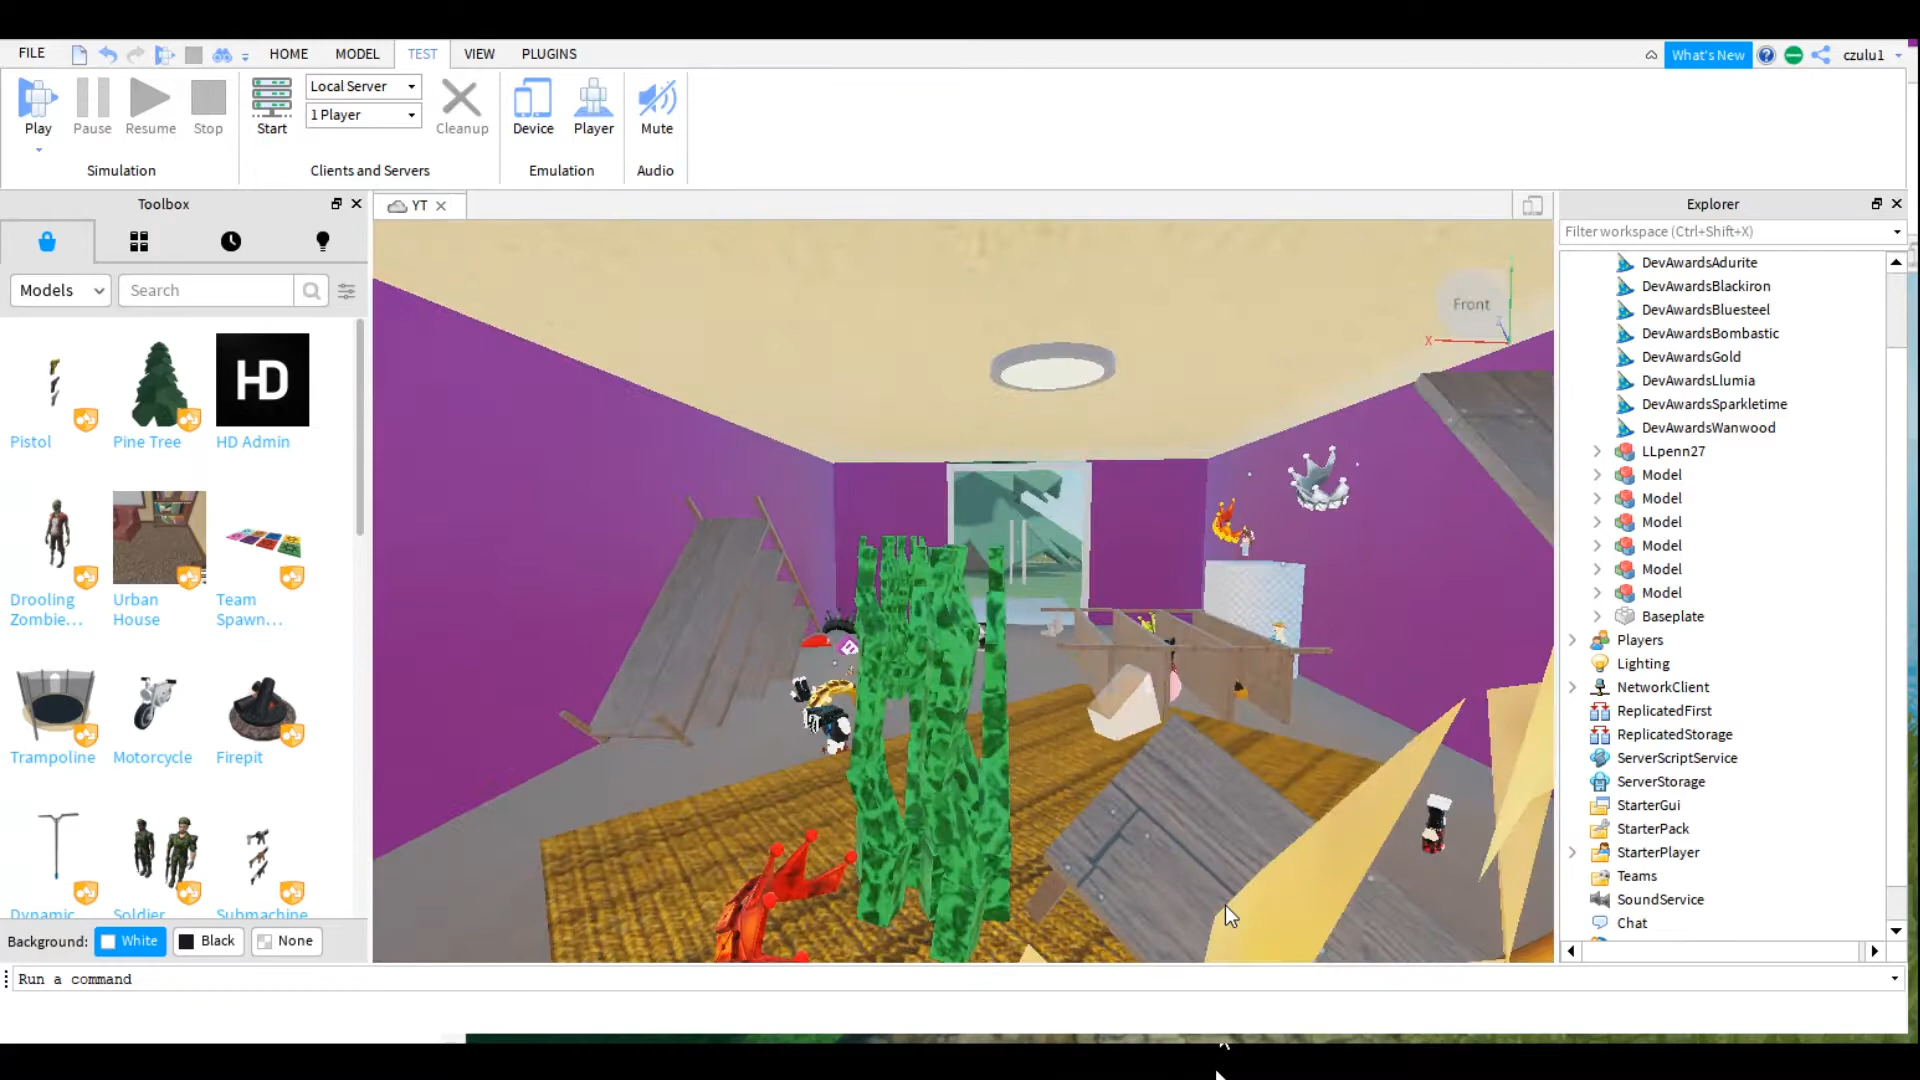 FILE
HOME
MODEL
TEST
VIEW
PLUGINS
What's New
czulu1
Play
Pause
Resume
Stop
Simulation
Start
Local Server
1 Player
Cleanup
Clients and Servers
Device
Player
Emulation
Mute
Audio
Toolbox
YT
Explorer
Models
Search
Filter workspace (Ctrl+Shift+X)
Pistol
Pine Tree
HD
HD Admin
Drooling
Zombie...
Urban
House
Team
Spawn...
Trampoline
Motorcycle
Firepit
Dynamic
Soldier
Submachine
Background:
White
Black
None
Run a command
Front
X
Z
DevAwardsAdurite
DevAwardsBlackiron
DevAwardsBluesteel
DevAwardsBombastic
DevAwardsGold
DevAwardsLlumia
DevAwardsSparkletime
DevAwardsWanwood
LLpenn27
Model
Model
Model
Model
Model
Model
Baseplate
Players
Lighting
NetworkClient
ReplicatedFirst
ReplicatedStorage
ServerScriptService
ServerStorage
StarterGui
StarterPack
StarterPlayer
Teams
SoundService
Chat